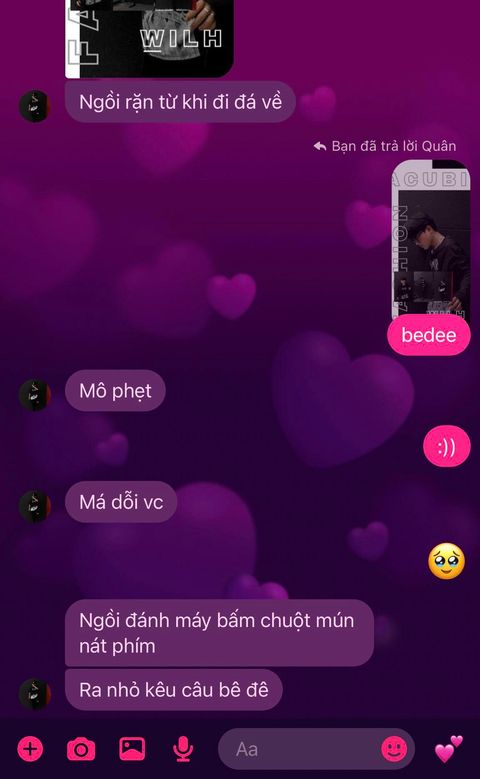 FA
WILH
Ngồi rặn từ khi đi đá về
Bạn đã trả lời Quân
ACUBI
HION
WILH
bedee
Mô phẹt
:))
Má dỗi vc
Ngồi đánh máy bấm chuột mún
nát phím
Ra nhỏ kêu câu bê đê
Aa